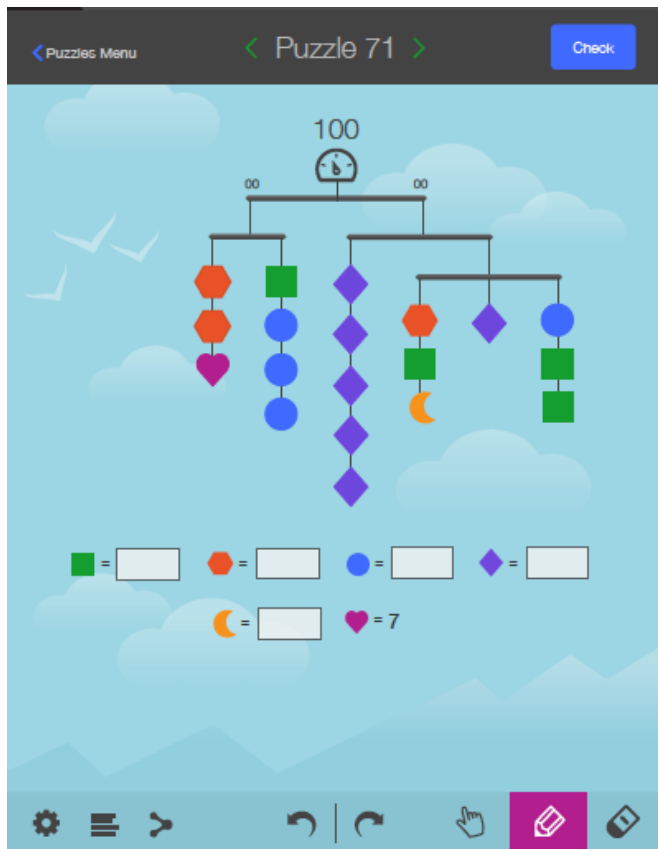 Puzzles Menu
Puzzle 71
Check
100
00 00
=
=
=
=
=
= 7